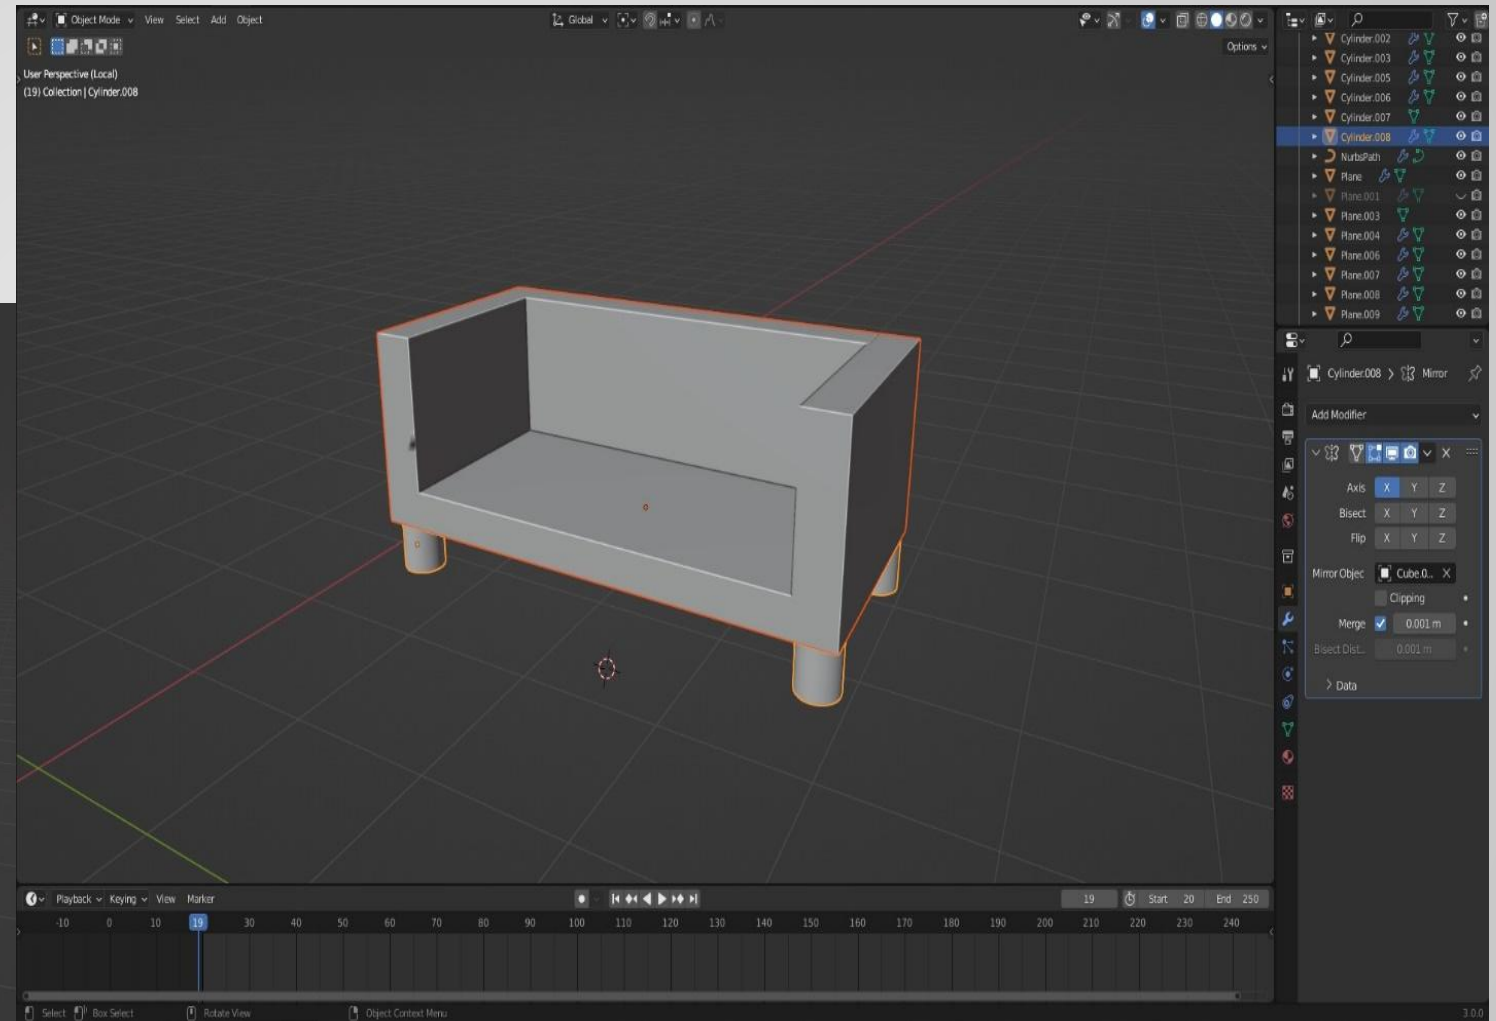 Object Mode View Select Add Object Global
Options
User Perspective (Local)
(19) Collection | Cylinder.008
Cylinder.002
Cylinder.003
Cylinder.005
Cylinder.006
Cylinder.007
Cylinder.008
NurbsPath
Plane
Plane.001
Plane.003
Plane.004
Plane.006
Plane.007
Plane.008
Plane.009
Cylinder.008 > Mirror
Add Modifier
Axis X Y Z
Bisect X Y Z
Flip X Y Z
Mirror Objec Cube.0..
Clipping
Merge 0.001 m
Bisect Dist.. 0.001 m
> Data
Playback Keying View Marker 19 Start 20 End 250
-10 0 10 19 30 40 50 60 70 80 90 100 110 120 130 140 150 160 170 180 190 200 210 220 230 240
Select Box Select Rotate View Object Context Menu 3.0.0